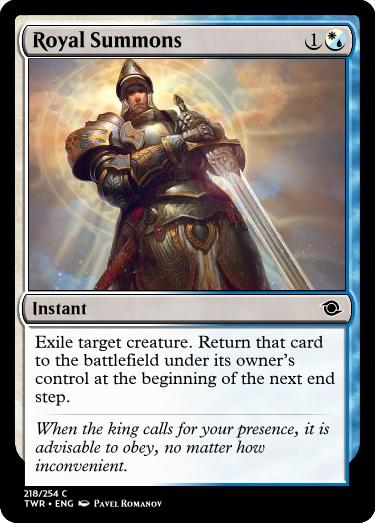 Royal Summons 1
Instant
Exile target creature. Return that card
to the battlefield under its owner's
control at the beginning of the next end
step.
When the king calls for your presence, it is
advisable to obey, no matter how
inconvenient.
218/254 C
TWR • ENG Pavel Romanov